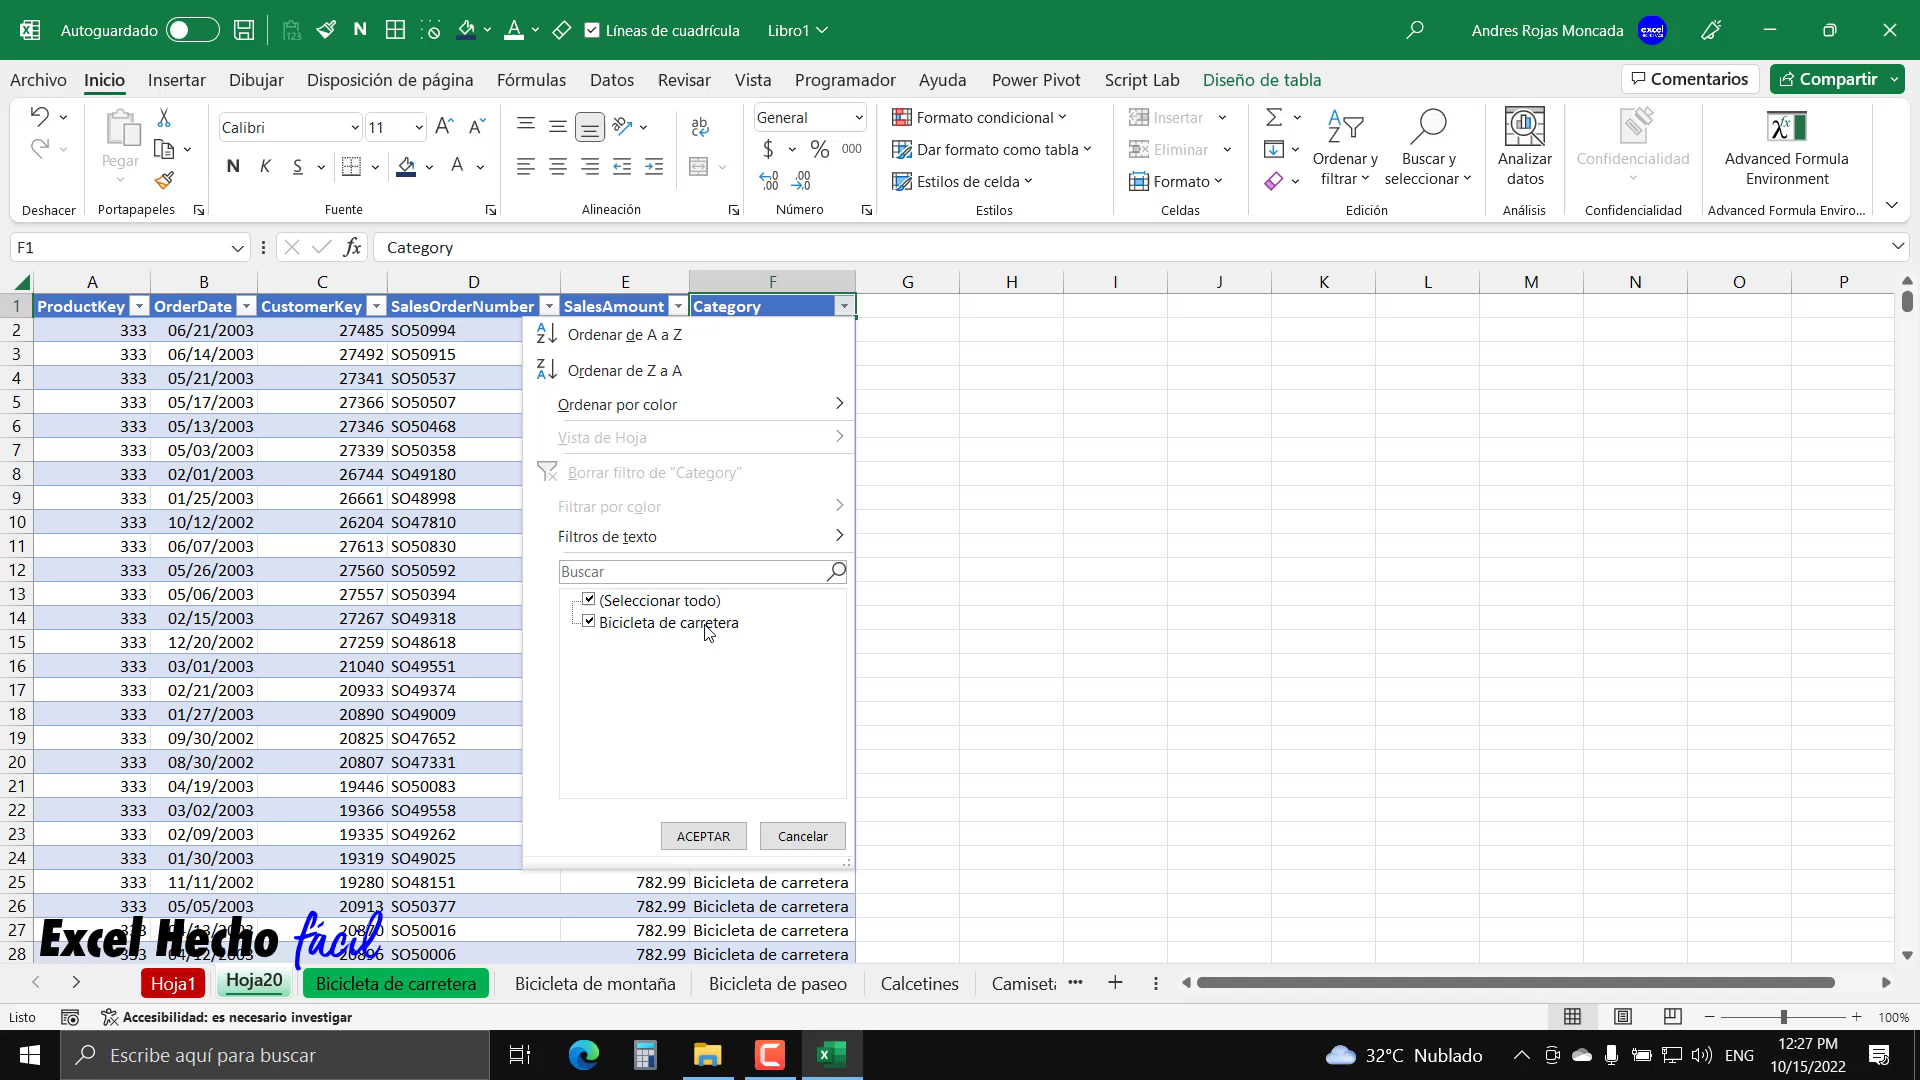 Autoguardado
N
Líneas de cuadrícula
Libro1
Andres Rojas Moncada
Archivo Inicio Insertar Dibujar Disposición de página Fórmulas Datos Revisar Vista Programador Ayuda Power Pivot Script Lab Diseño de tabla
Comentarios
Compartir
Pegar
Calibri 11
N K S
General
$ % 000
Formato condicional
Dar formato como tabla
Estilos de celda
Insertar
Eliminar
Formato
Ordenar y filtrar
Buscar y seleccionar
Analizar datos
Confidencialidad
Advanced Formula Environment
Deshacer Portapapeles Fuente Alineación Número Estilos Celdas Edición Análisis Confidencialidad Advanced Formula Enviro...
F1 fx Category
A B C D E F G H I J K L M N O P
1 ProductKey OrderDate CustomerKey SalesOrderNumber SalesAmount Category
2 333 06/21/2003 27485 SO50994
3 333 06/14/2003 27492 SO50915
4 333 05/21/2003 27341 SO50537
5 333 05/17/2003 27366 SO50507
6 333 05/13/2003 27346 SO50468
7 333 05/03/2003 27339 SO50358
8 333 02/01/2003 26744 SO49180
9 333 01/25/2003 26661 SO48998
10 333 10/12/2002 26204 SO47810
11 333 06/07/2003 27613 SO50830
12 333 05/26/2003 27560 SO50592
13 333 05/06/2003 27557 SO50394
14 333 02/15/2003 27267 SO49318
15 333 12/20/2002 27259 SO48618
16 333 03/01/2003 21040 SO49551
17 333 02/21/2003 20933 SO49374
18 333 01/27/2003 20890 SO49009
19 333 09/30/2002 20825 SO47652
20 333 08/30/2002 20807 SO47331
21 333 04/19/2003 19446 SO50083
22 333 03/02/2003 19366 SO49558
23 333 02/09/2003 19335 SO49262
24 333 01/30/2003 19319 SO49025
25 333 11/11/2002 19280 SO48151 782.99 Bicicleta de carretera
26 333 05/05/2003 20913 SO50377 782.99 Bicicleta de carretera
27 SO50016 782.99 Bicicleta de carretera
28 SO50006 782.99 Bicicleta de carretera
Ordenar de A a Z
Ordenar de Z a A
Ordenar por color
Vista de Hoja
Borrar filtro de "Category"
Filtrar por color
Filtros de texto
Buscar
(Seleccionar todo)
Bicicleta de carretera
ACEPTAR Cancelar
Excel Hecho fácil
Hoja1 Hoja20 Bicicleta de carretera Bicicleta de montaña Bicicleta de paseo Calcetines Camiset
Listo Accesibilidad: es necesario investigar 100%
Escribe aquí para buscar
32°C Nublado
ENG
12:27 PM
10/15/2022